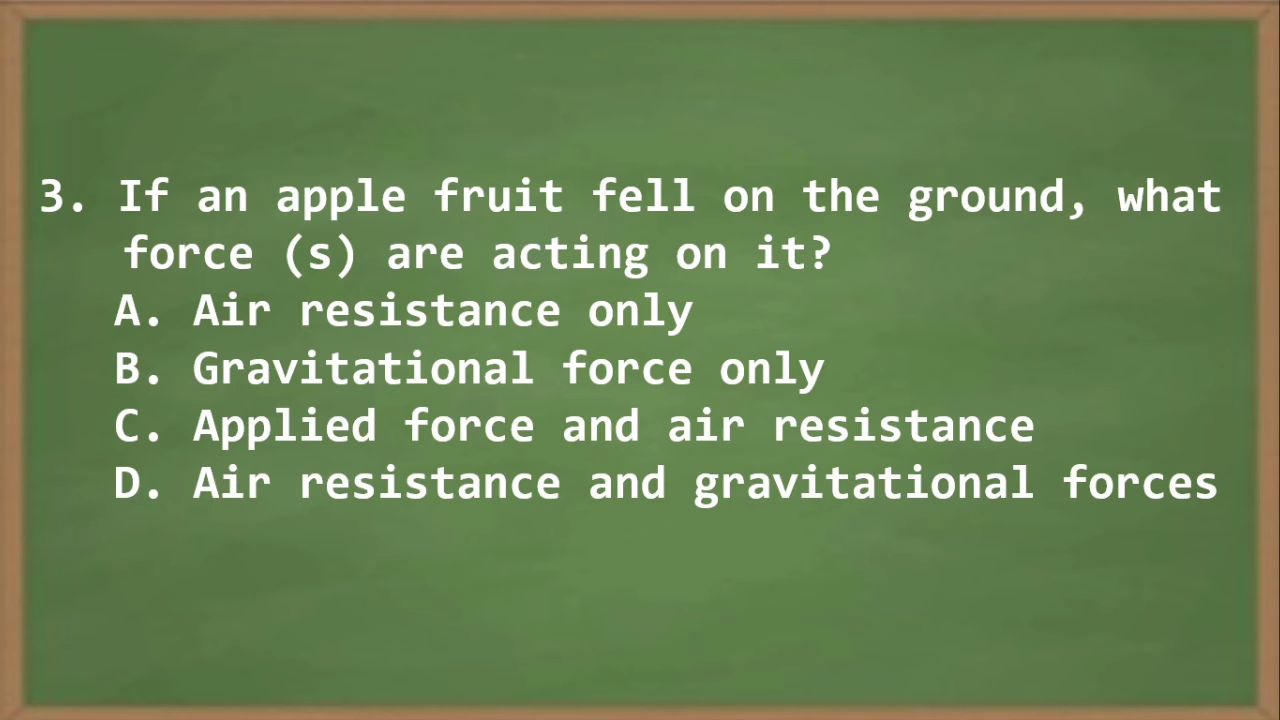 3. If an apple fruit fell on the ground, what
force (s) are acting on it?
A. Air resistance only
B. Gravitational force only
C. Applied force and air resistance
D. Air resistance and gravitational forces